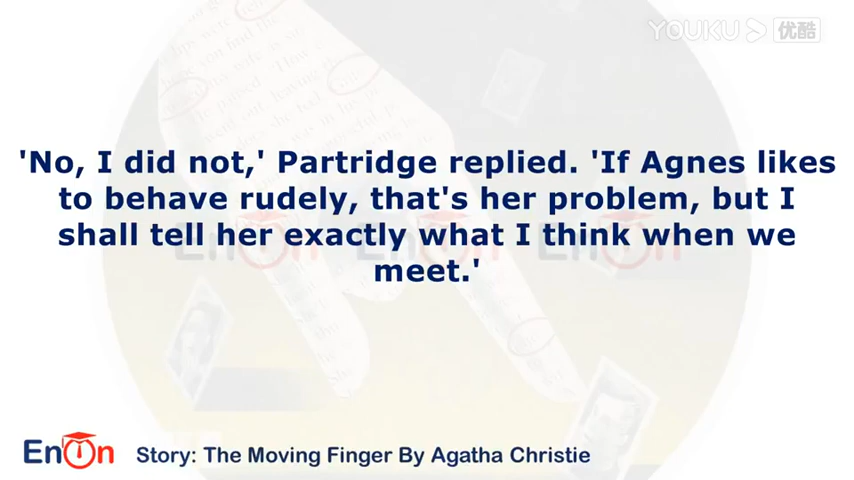 YOUKU 优酷
'No, I did not,' Partridge replied. 'If Agnes likes
to behave rudely, that's her problem, but I
shall tell her exactly what I think when we
meet.'
EnOn Story: The Moving Finger By Agatha Christie